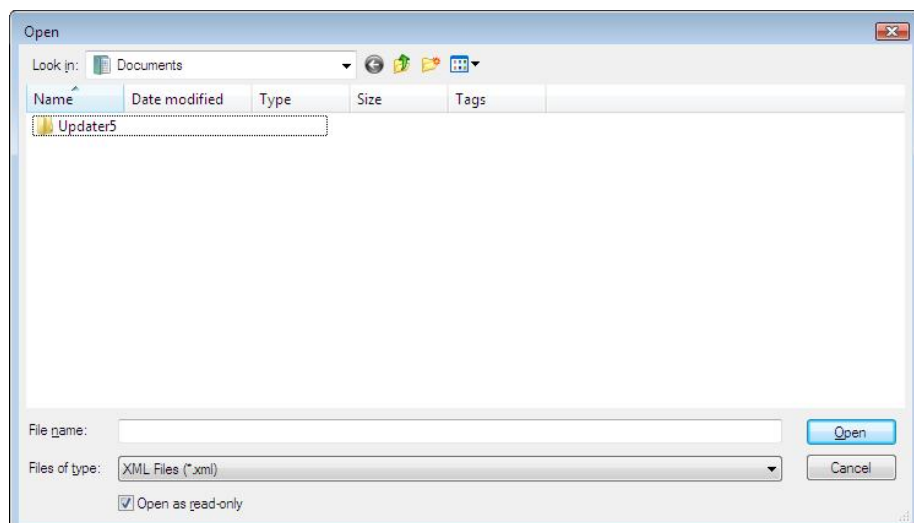 Open
Look in: Documents
Name Date modified Type Size Tags
Updater5
File name: Open
Files of type: XML Files (*.xml) Cancel
Open as read-only